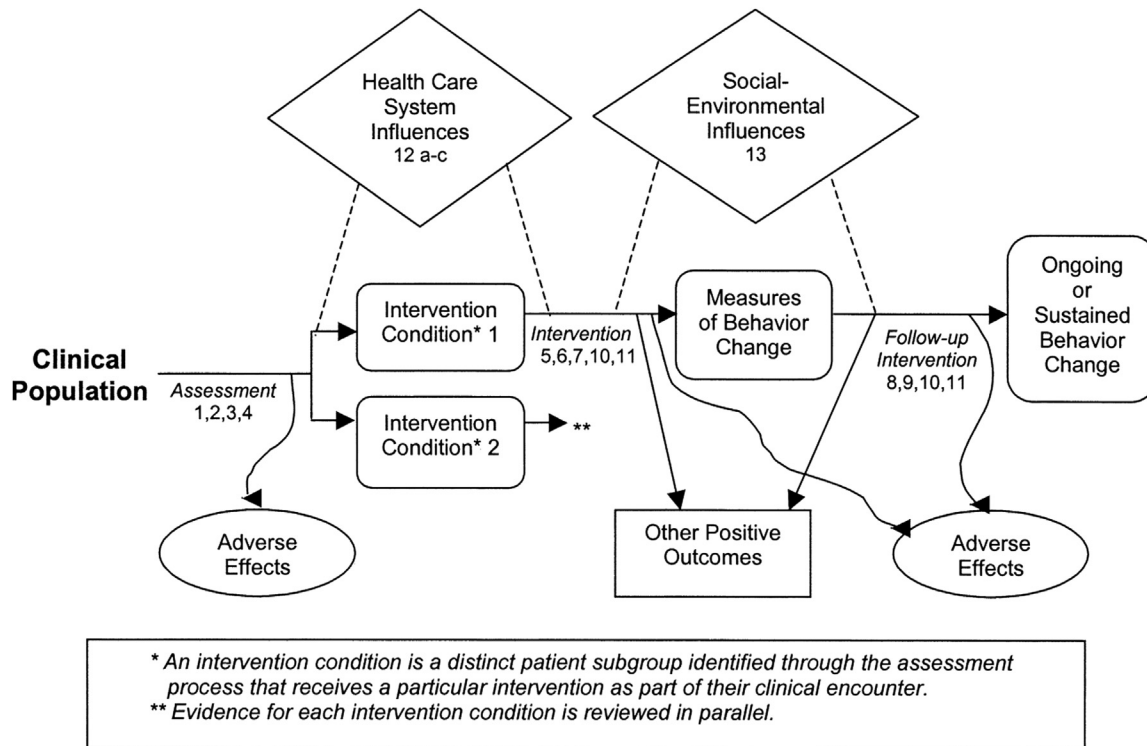 Health Care
System
Influences
12 a-c
Social-
Environmental
Influences
13
Clinical
Population
Assessment
1,2,3,4
Intervention
Condition* 1
Intervention
5,6,7,10,11
Measures
of Behavior
Change
Follow-up
Intervention
8,9,10,11
Ongoing
or
Sustained
Behavior
Change
Intervention
Condition* 2
**
Adverse
Effects
Other Positive
Outcomes
Adverse
Effects
* An intervention condition is a distinct patient subgroup identified through the assessment
process that receives a particular intervention as part of their clinical encounter.
** Evidence for each intervention condition is reviewed in parallel.